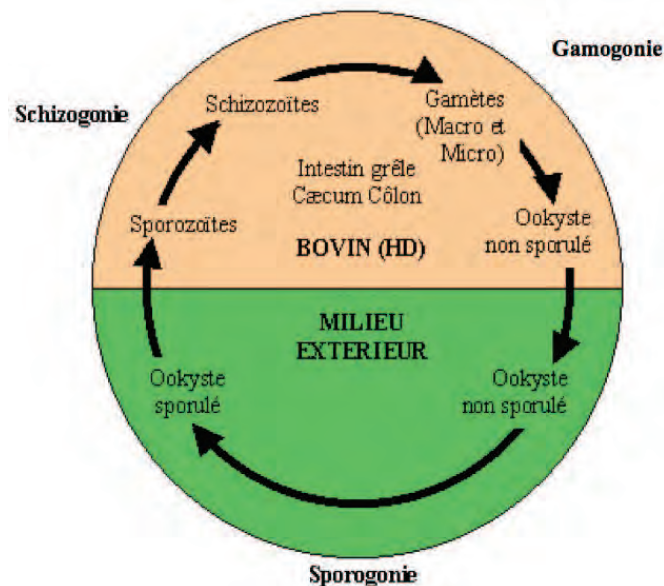 Gamogonie
Schizogonie
Schizozoïtes
Gamètes
(Macro et
Micro)
Intestin grêle
Cæcum Côlon
Sporozoïtes
Ookyste
non sporulé
BOVIN (HD)
MILIEU
EXTERIEUR
Ookyste
sporulé
Ookyste
non sporulé
Sporogonie